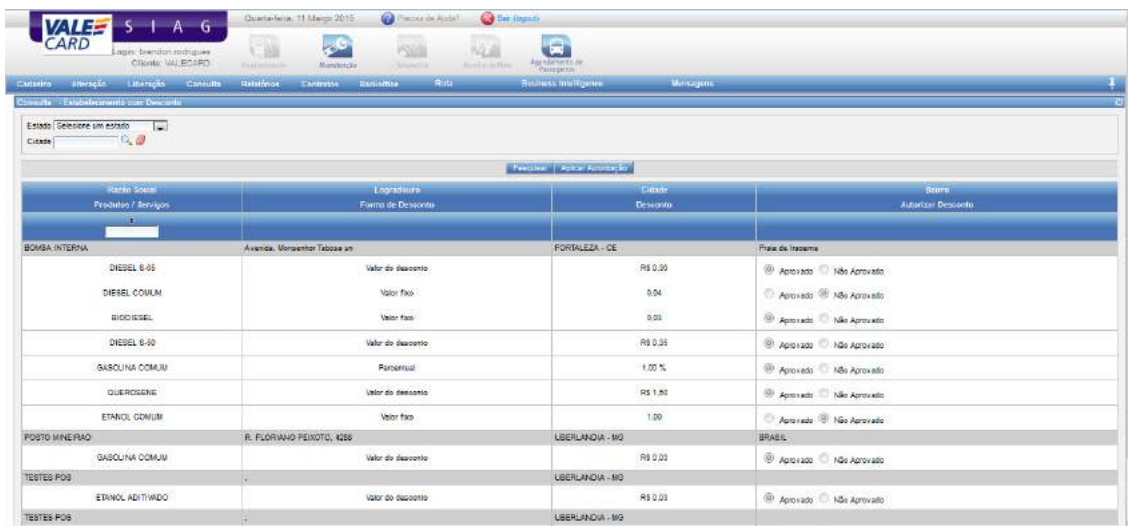 VALE CARD
S I A G
Quarta-feira, 11 Março 2015
Precisa de Ajuda?
Sair (logout)
Login: brendon.rodrigues
Cliente: VALECARD
Manutenção
Agendamento de Passagens
Cadastro Alteração Liberação Consulta Relatórios Contratos Backoffice Rota Business Intelligence Mensagens
Consulta - Estabelecimento com Desconto
Estado Selecione um estado
Cidade
Pesquisar Aplicar Autorização
Razão Social Logradouro Cidade Bairro
Produtos / Serviços Forma de Desconto Desconto Autorizar Desconto
BOMBA INTERNA Avenida, Monsenhor Tabosa sn FORTALEZA - CE Praia de Iracema
DIESEL S-05 Valor do desconto R$ 0,30 Aprovado Não Aprovado
DIESEL COMUM Valor fixo 0,04 Aprovado Não Aprovado
BIODIESEL Valor fixo 0,03 Aprovado Não Aprovado
DIESEL S-50 Valor do desconto R$ 0,35 Aprovado Não Aprovado
GASOLINA COMUM Percentual 1,00 % Aprovado Não Aprovado
QUEROSENE Valor do desconto R$ 1,50 Aprovado Não Aprovado
ETANOL COMUM Valor fixo 1,00 Aprovado Não Aprovado
POSTO MINEIRAO R. FLORIANO PEIXOTO, 4288 UBERLANDIA - MG BRASIL
GASOLINA COMUM Valor do desconto R$ 0,03 Aprovado Não Aprovado
TESTES POS . UBERLANDIA - MG
ETANOL ADITIVADO Valor do desconto R$ 0,03 Aprovado Não Aprovado
TESTES POS . UBERLANDIA - MG